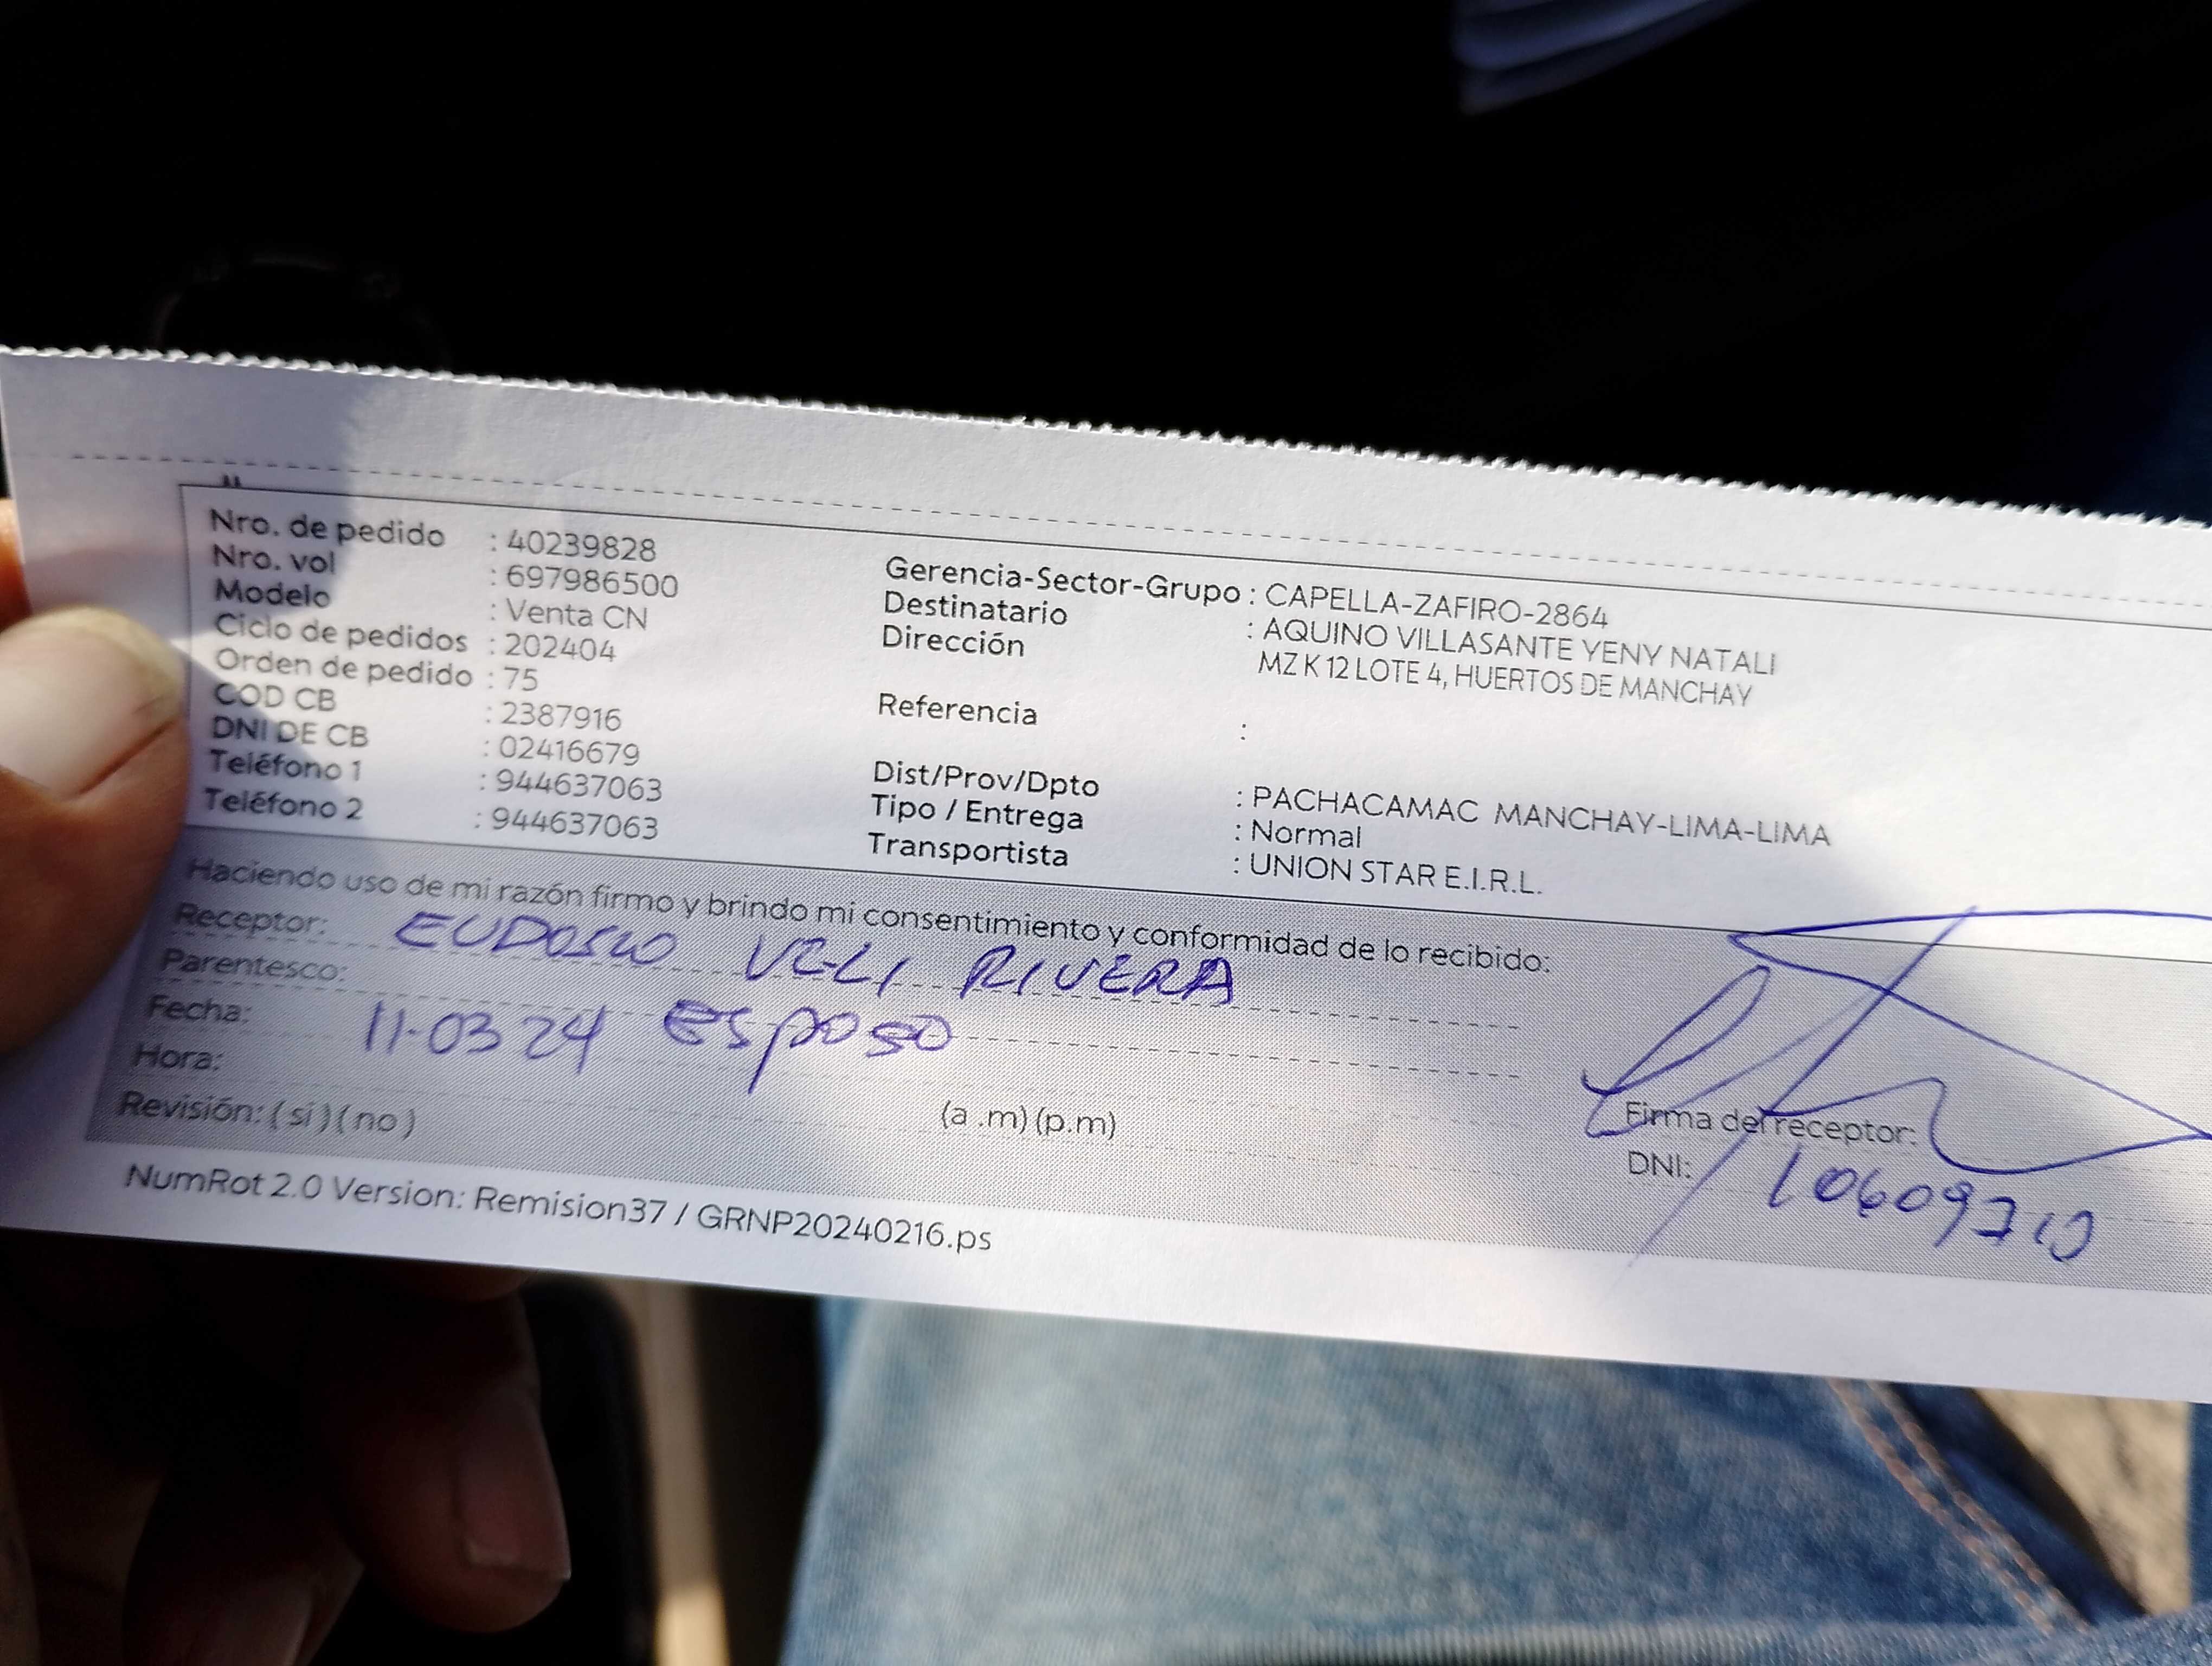 Nro. de pedido : 40239828
Nro. vol : 697986500
Modelo : Venta CN
Ciclo de pedidos : 202404
Orden de pedido : 75
COD CB : 2387916
DNI DE CB : 02416679
Teléfono 1 : 944637063
Teléfono 2 : 944637063
Gerencia-Sector-Grupo : CAPELLA-ZAFIRO-2864
Destinatario : AQUINO VILLASANTE YENY NATALI
Dirección MZ K 12 LOTE 4, HUERTOS DE MANCHAY
Referencia :
Dist/Prov/Dpto : PACHACAMAC MANCHAY-LIMA-LIMA
Tipo / Entrega : Normal
Transportista : UNION STAR E.I.R.L.
Haciendo uso de mi razón firmo y brindo mi consentimiento y conformidad de lo recibido:
Receptor: EUDOSIO VELI RIVERA
Parentesco: esposo
Fecha: 11-03 24
Hora: (a .m) (p.m)
Revisión: ( si ) ( no )
Firma del receptor:
DNI:
NumRot 2.0 Version: Remision37 / GRNP20240216.ps